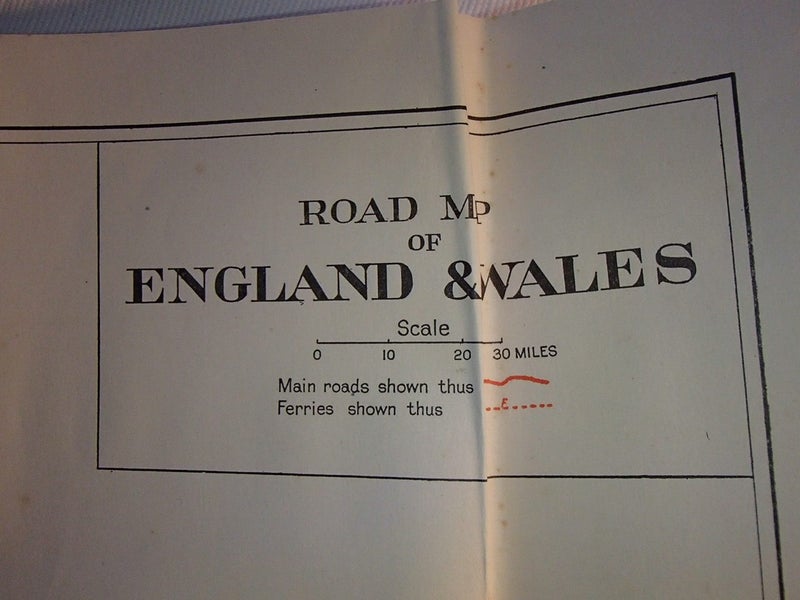 ROAD MP
OF
ENGLAND & WALES
Scale
0 10 20 30 MILES
Main roads shown thus
Ferries shown thus